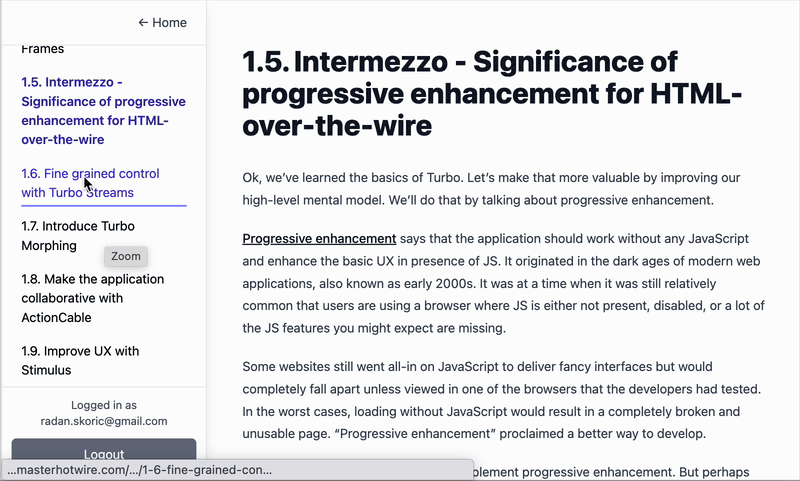 ← Home
Frames
1.5. Intermezzo -
Significance of progressive
enhancement for HTML-
over-the-wire
1.6. Fine grained control
with Turbo Streams
1.7. Introduce Turbo
Morphing
Zoom
1.8. Make the application
collaborative with
ActionCable
1.9. Improve UX with
Stimulus
Logged in as
radan.skoric@gmail.com
Logout
...masterhotwire.com/.../1-6-fine-grained-con...
1.5. Intermezzo - Significance of
progressive enhancement for HTML-
over-the-wire
Ok, we’ve learned the basics of Turbo. Let’s make that more valuable by improving our
high-level mental model. We’ll do that by talking about progressive enhancement.
Progressive enhancement says that the application should work without any JavaScript
and enhance the basic UX in presence of JS. It originated in the dark ages of modern web
applications, also known as early 2000s. It was at a time when it was still relatively
common that users are using a browser where JS is either not present, disabled, or a lot of
the JS features you might expect are missing.
Some websites still went all-in on JavaScript to deliver fancy interfaces but would
completely fall apart unless viewed in one of the browsers that the developers had tested.
In the worst cases, loading without JavaScript would result in a completely broken and
unusable page. “Progressive enhancement” proclaimed a better way to develop.
plement progressive enhancement. But perhaps